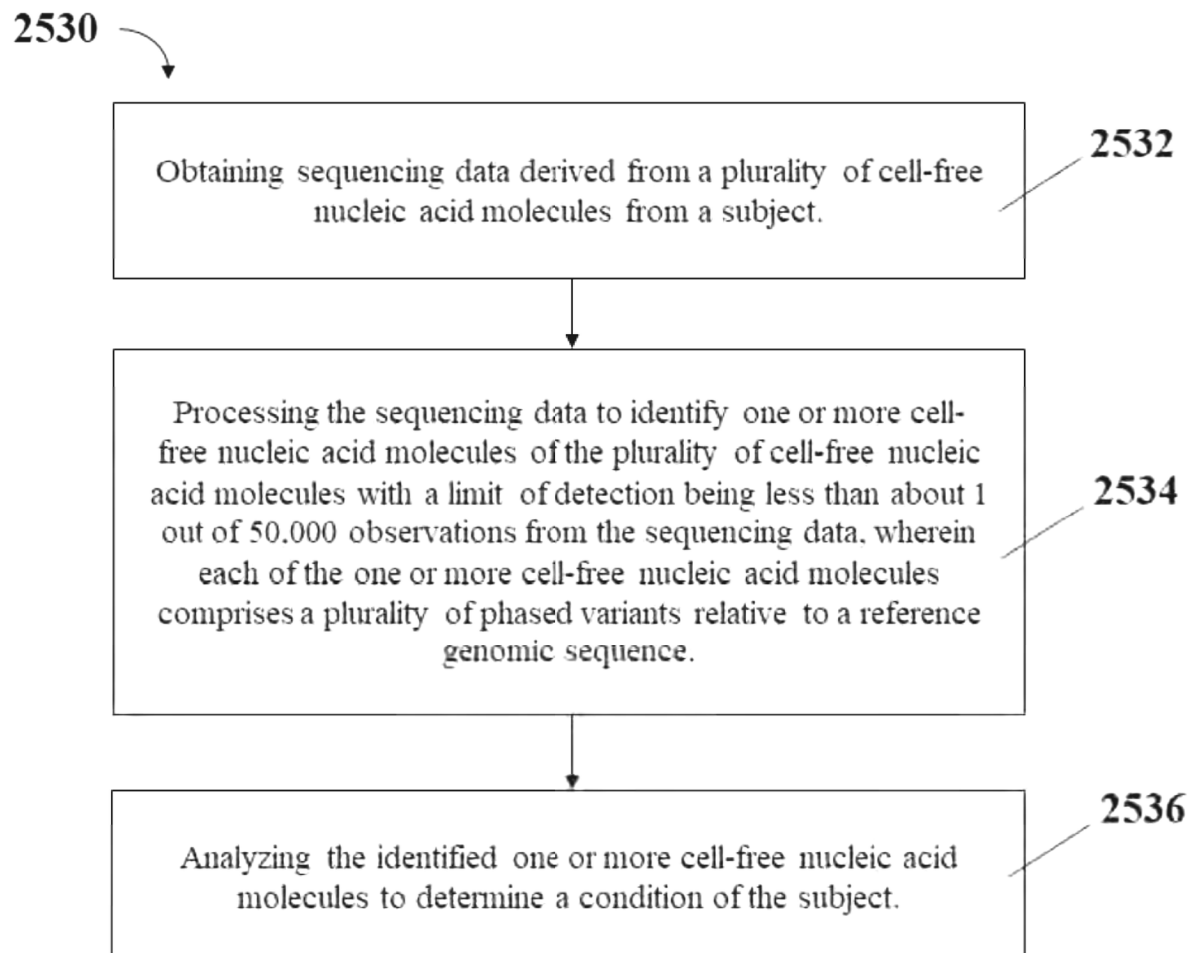 2530
2532
Obtaining sequencing data derived from a plurality of cell-free
nucleic acid molecules from a subject.
Processing the sequencing data to identify one or more cell-
free nucleic acid molecules of the plurality of cell-free nucleic
acid molecules with a limit of detection being less than about 1
out of 50.000 observations from the sequencing data, wherein
each of the one or more cell-free nucleic acid molecules
comprises a plurality of phased variants relative to a reference
genomic sequence.
2534
2536
Analyzing the identified one or more cell-free nucleic acid
molecules to determine a condition of the subject.